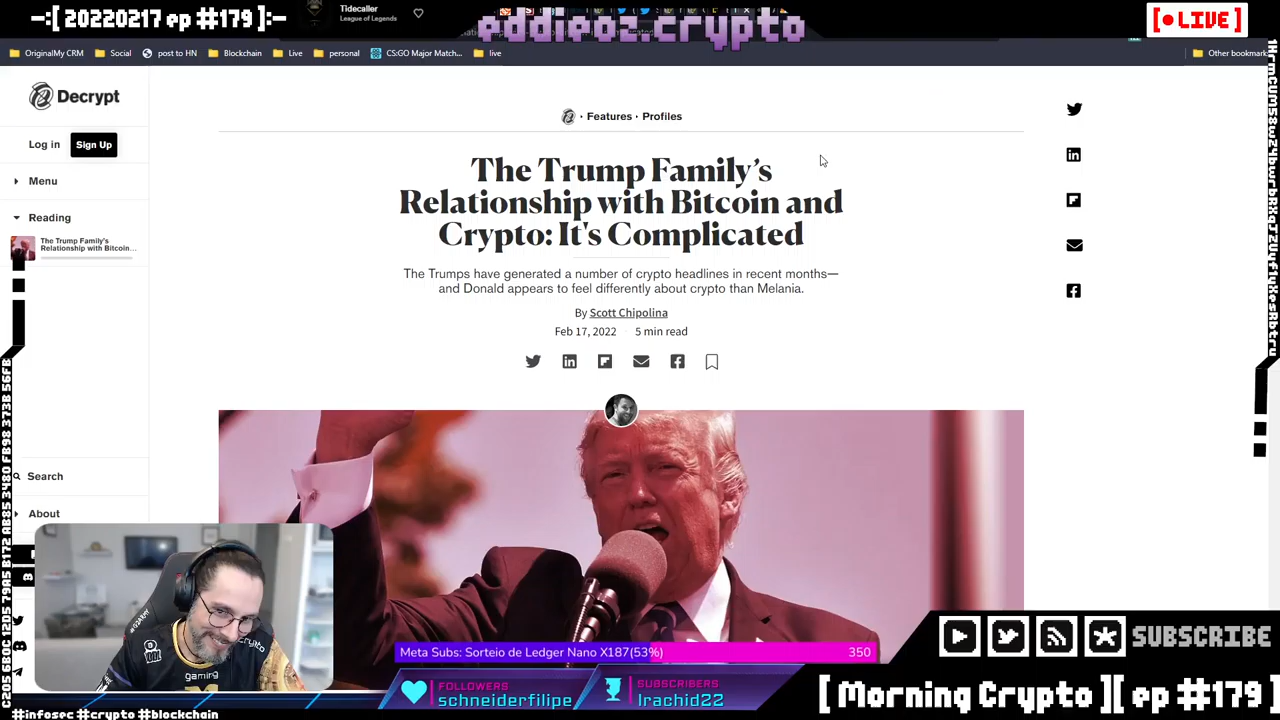 -:[ 20220217 ep #179 ]:-
Tidecaller
League of Legends
eddieoz.crypto
[ • LIVE ]
OriginalMy CRM
Social
post to HN
Blockchain
Live
personal
CS:GO Major Match...
live
Other bookmark
Decrypt
Log in
Sign Up
Menu
Reading
The Trump Family's
Relationship with Bitcoin...
Search
About
· Features · Profiles
The Trump Family's
Relationship with Bitcoin and
Crypto: It's Complicated
The Trumps have generated a number of crypto headlines in recent months—
and Donald appears to feel differently about crypto than Melania.
By Scott Chipolina
Feb 17, 2022
5 min read
gaming
Meta Subs: Sorteio de Ledger Nano X187(53%)
350
FOLLOWERS
schneiderfilipe
SUBSCRIBERS
lrachid22
SUBSCRIBE
[ Morning Crypto ][ ep #179 ]
#infosec #crypto #blockchain